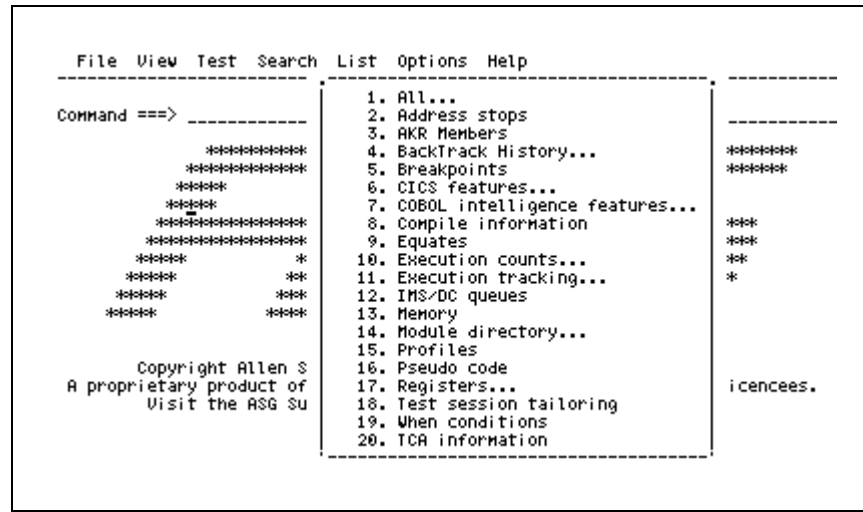 File View Test Search List Options Help
1. All...
Command ===> ____________ 2. Address stops
3. AKR Members
4. BackTrack History...
5. Breakpoints
6. CICS features...
7. COBOL intelligence features...
8. Compile information
9. Equates
10. Execution counts...
11. Execution tracking...
12. IMS/DC queues
13. Memory
14. Module directory...
15. Profiles
Copyright Allen S 16. Pseudo code
A proprietary product of 17. Registers... icencees.
Visit the ASG Su 18. Test session tailoring
19. When conditions
20. TCA information